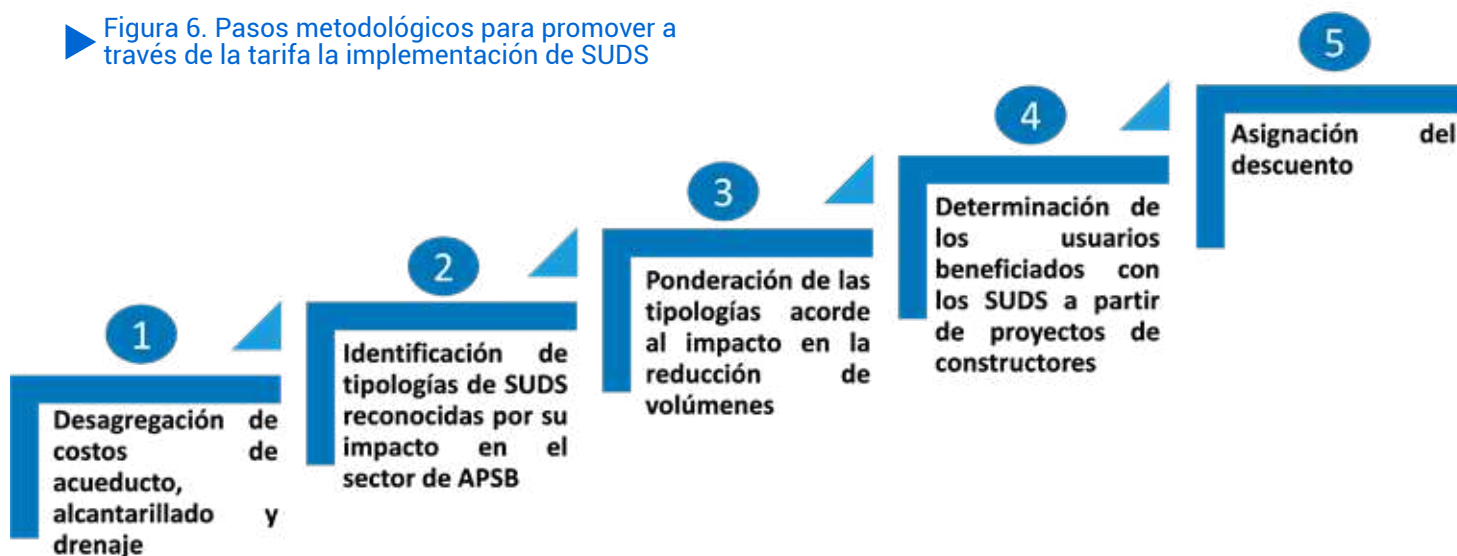 Figura 6. Pasos metodológicos para promover a
través de la tarifa la implementación de SUDS
1
Desagregación de
costos de
acueducto,
alcantarillado y
drenaje
2
Identificación de
tipologías de SUDS
reconocidas por su
impacto en el
sector de APSB
3
Ponderación de las
tipologías acorde
al impacto en la
reducción de
volúmenes
4
Determinación de
los usuarios
beneficiados con
los SUDS a partir
de proyectos de
constructores
5
Asignación del
descuento